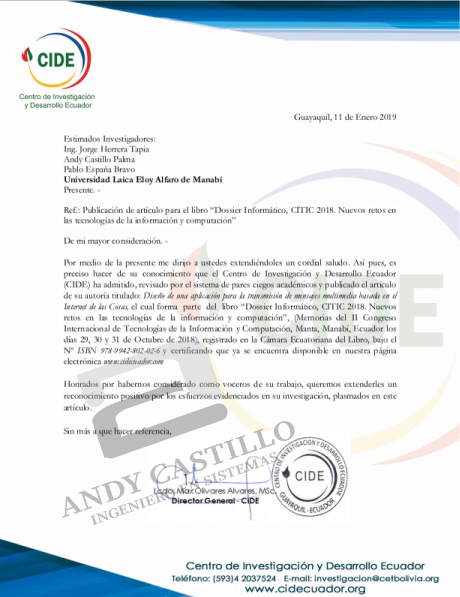 CIDE
Centro de Investigación
y Desarrollo Ecuador
Guayaquil, 11 de Enero 2019
Estimados Investigadores:
Ing. Jorge Herrera Tapia
Andy Castillo Palma
Pablo España Bravo
Universidad Laica Eloy Alfaro de Manabí
Presente. -
Ref.: Publicación de artículo para el libro “Dossier Informático, CITIC 2018. Nuevos retos en
las tecnologías de la información y computación”
De mi mayor consideración. -
Por medio de la presente me dirijo a ustedes extendiéndoles un cordial saludo. Así pues, es
preciso hacer de su conocimiento que el Centro de Investigación y Desarrollo Ecuador
(CIDE) ha arbitrado, revisado por el sistema de pares ciegos académicos y publicado el artículo
de su autoría titulado: Diseño de una aplicación para la transmisión de mensajes multimedia basada en el
Internet de las Cosas, el cual forma parte del libro “Dossier Informático, CITIC 2018. Nuevos
retos en las tecnologías de la información y computación”, (Memorias del II Congreso
Internacional de Tecnologías de la Información y Computación, Manta, Manabí, Ecuador los
días 29, 30 y 31 de Octubre de 2018), registrado en la Cámara Ecuatoriana del Libro, bajo el
Nº ISBN 978-9942-802-02-6 y certificando que ya se encuentra disponible en nuestra página
electrónica www.cidecuador.com
Honrados por habernos considerado como voceros de su trabajo, queremos extenderles un
reconocimiento positivo por los esfuerzos evidenciados en su investigación, plasmados en este
artículo.
Sin más a que hacer referencia,
ANDY CASTILLO
INGENIERÍA DE SISTEMAS
Lcdo. Max Olivares Alvares, MSc.
Director General - CIDE
CENTRO DE INVESTIGACION Y DESARROLLO ECUADOR
CIDE
GUAYAQUIL - ECUADOR
Centro de Investigación y Desarrollo Ecuador
Teléfono: (593)4 2037524 E-mail: investigacion@cetbolivia.org
www.cidecuador.org